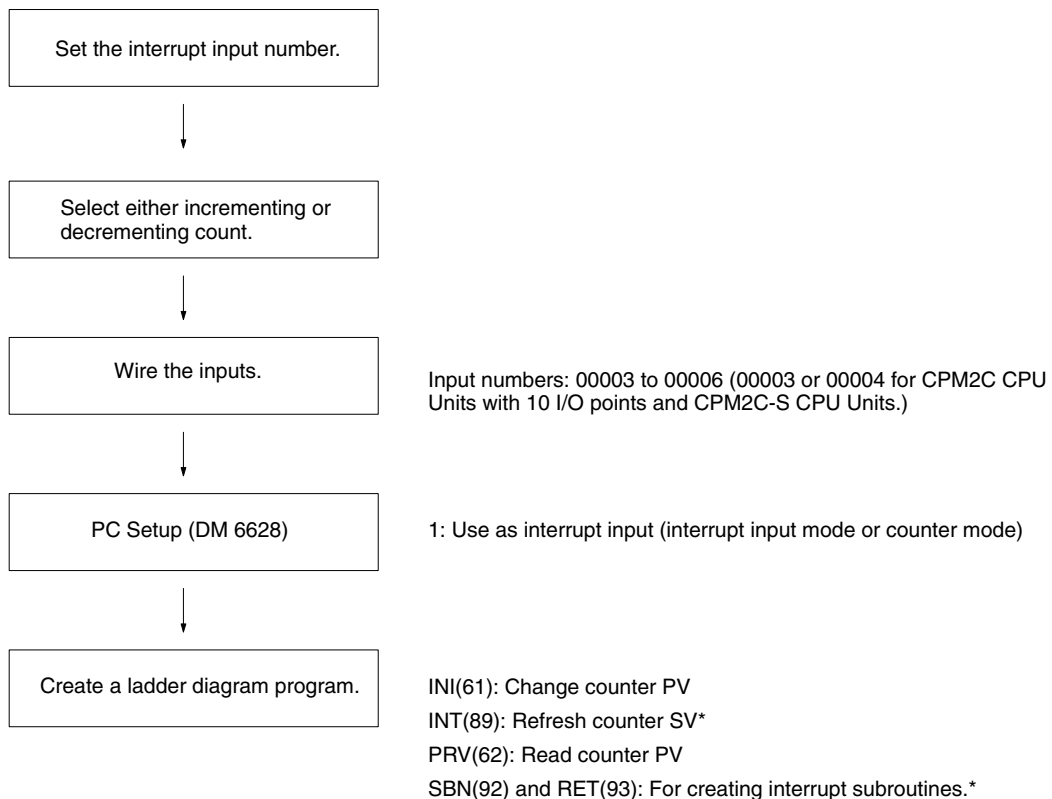 Set the interrupt input number.
Select either incrementing or
decrementing count.
Wire the inputs.
Input numbers: 00003 to 00006 (00003 or 00004 for CPM2C CPU
Units with 10 I/O points and CPM2C-S CPU Units.)
PC Setup (DM 6628)
1: Use as interrupt input (interrupt input mode or counter mode)
Create a ladder diagram program.
INI(61): Change counter PV
INT(89): Refresh counter SV*
PRV(62): Read counter PV
SBN(92) and RET(93): For creating interrupt subroutines.*